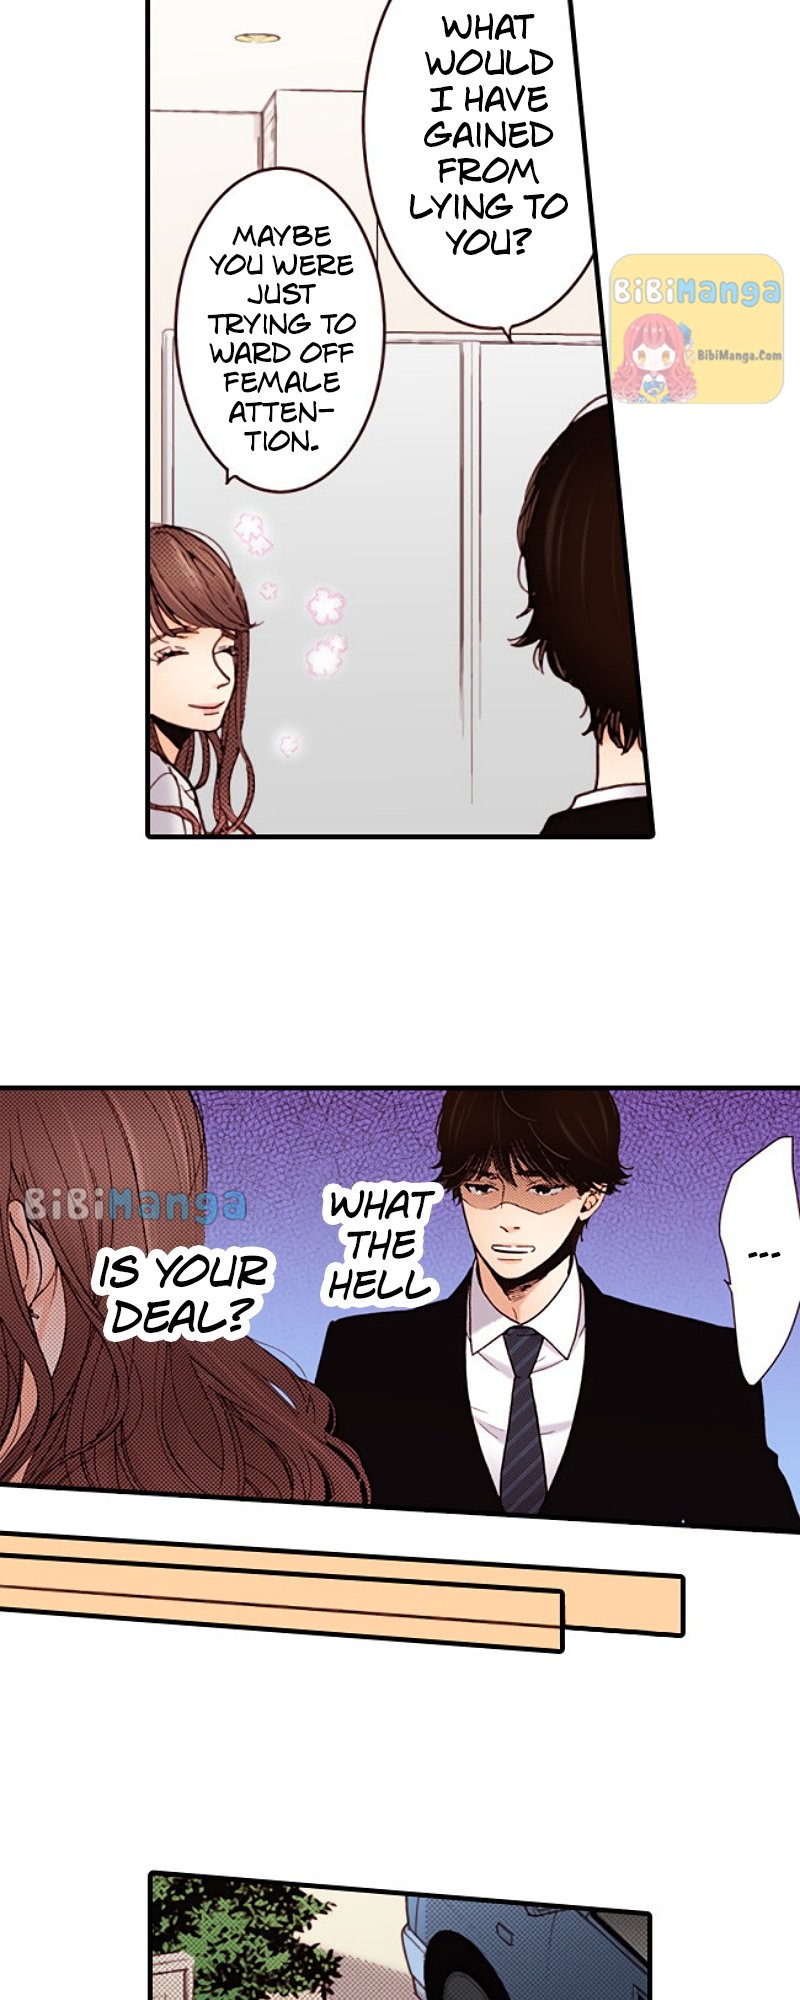 WHAT
WOULD
I HAVE
GAINED
FROM
LYING TO
YOU?
MAYBE
YOU WERE
JUST
TRYING TO
WARD OFF
FEMALE
ATTEN-
TION.
BiBiManga
BibiManga.Com
...
WHAT
THE
HELL
IS YOUR
DEAL?
BiBiManga